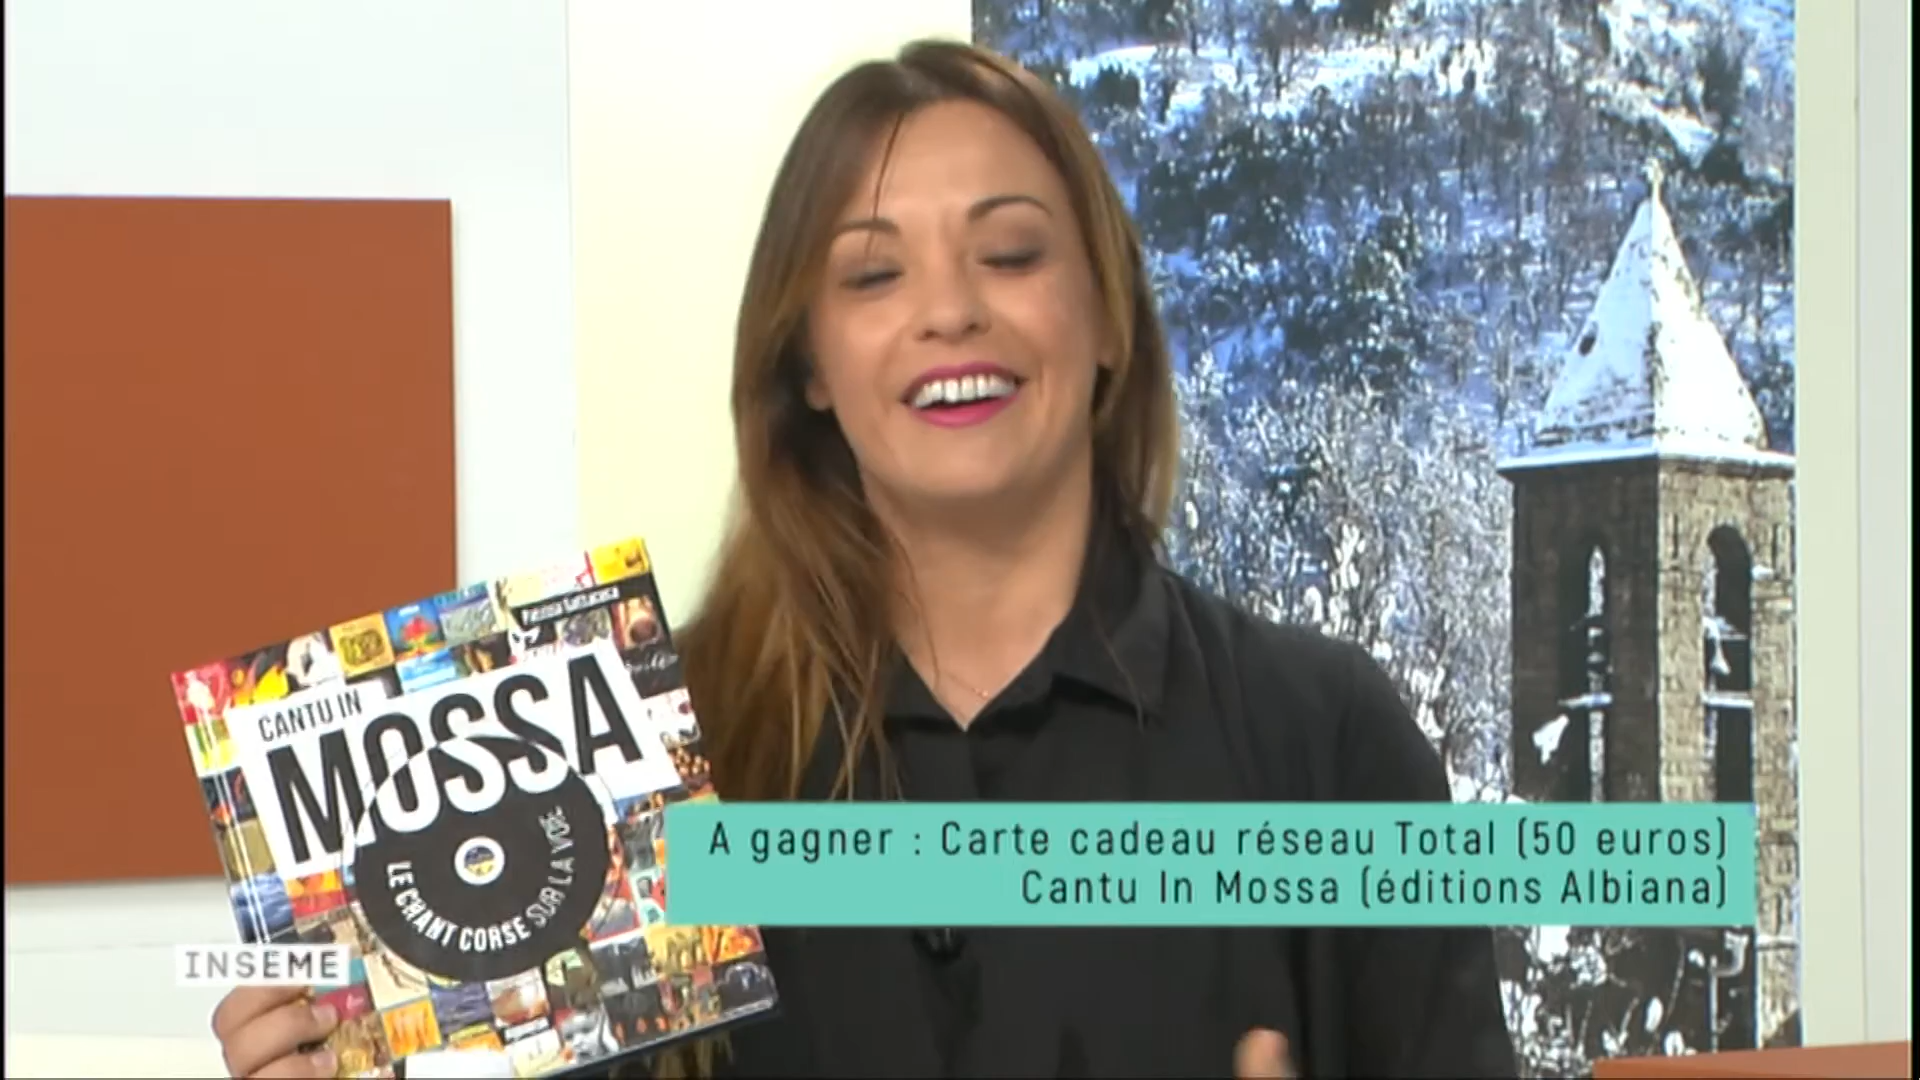 CANTU IN
MOSSA
LE CHANT CORSE SUR LA VOIE
A gagner : Carte cadeau réseau Total (50 euros)
Cantu In Mossa (éditions Albiana)
INSEME